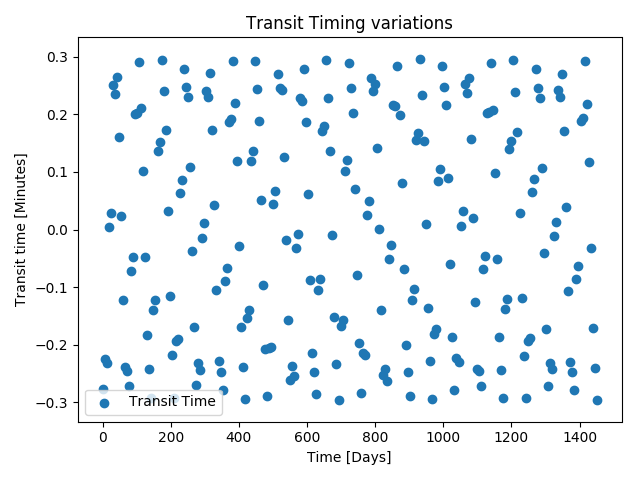 Transit Timing variations
Transit time [Minutes]
0.3
0.2
0.1
0.0
−0.1
−0.2
−0.3
Transit Time
0 200 400 600 800 1000 1200 1400
Time [Days]